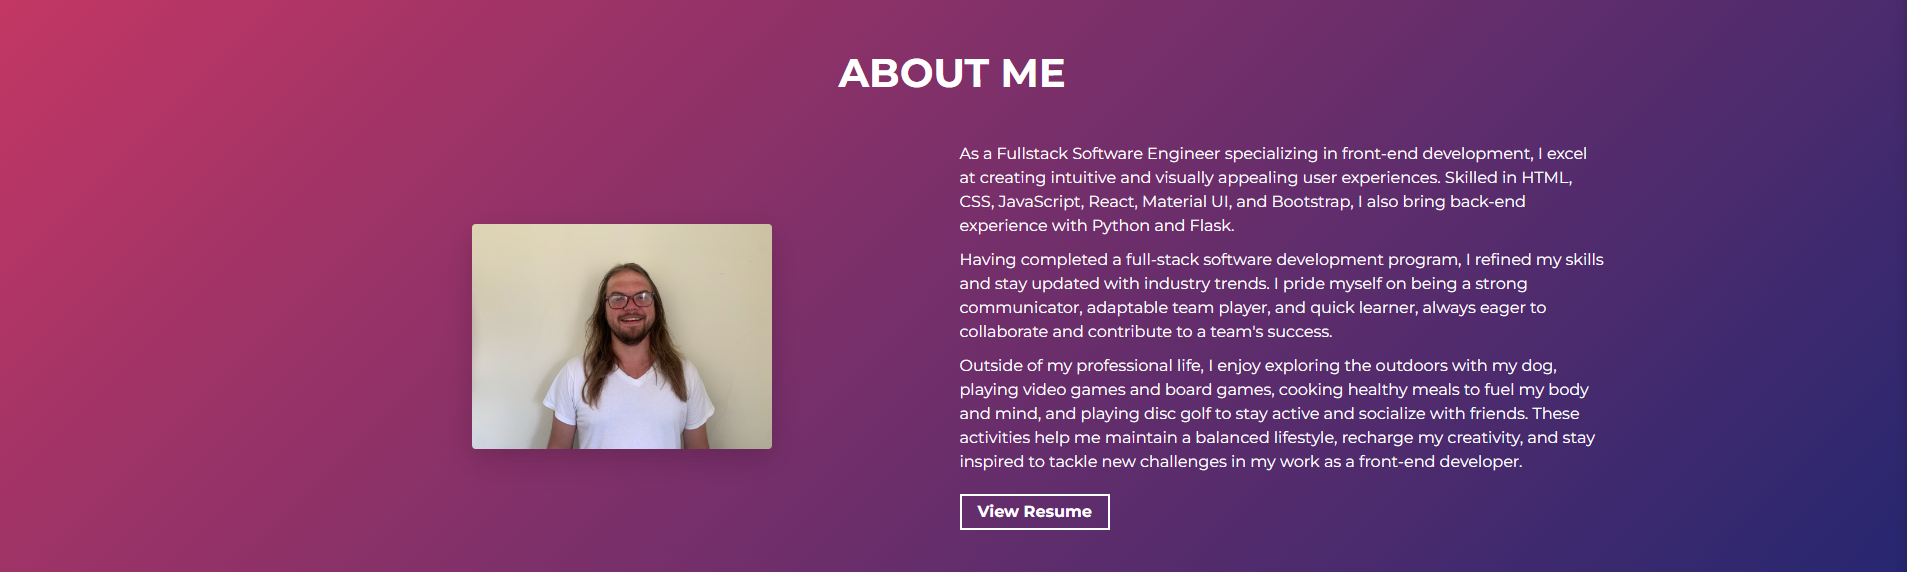 ABOUT ME
As a Fullstack Software Engineer specializing in front-end development, I excel
at creating intuitive and visually appealing user experiences. Skilled in HTML,
CSS, JavaScript, React, Material UI, and Bootstrap, I also bring back-end
experience with Python and Flask.
Having completed a full-stack software development program, I refined my skills
and stay updated with industry trends. I pride myself on being a strong
communicator, adaptable team player, and quick learner, always eager to
collaborate and contribute to a team's success.
Outside of my professional life, I enjoy exploring the outdoors with my dog,
playing video games and board games, cooking healthy meals to fuel my body
and mind, and playing disc golf to stay active and socialize with friends. These
activities help me maintain a balanced lifestyle, recharge my creativity, and stay
inspired to tackle new challenges in my work as a front-end developer.
View Resume